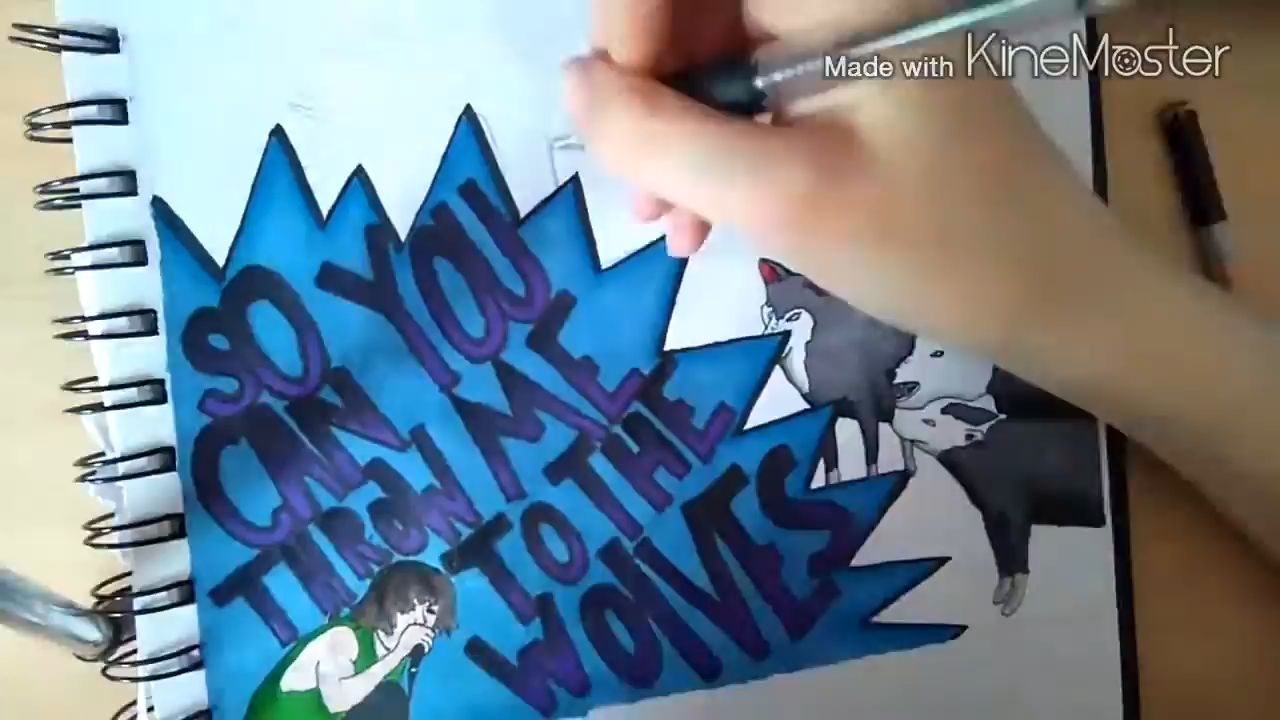 Made with KINEMASTER
SO YOU
CAN
THROW ME
TO THE
WOLVES